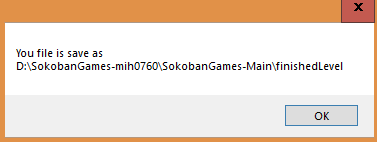 x
You file is save as
D:\SokobanGames-mih0760\SokobanGames-Main\finishedLevel
OK